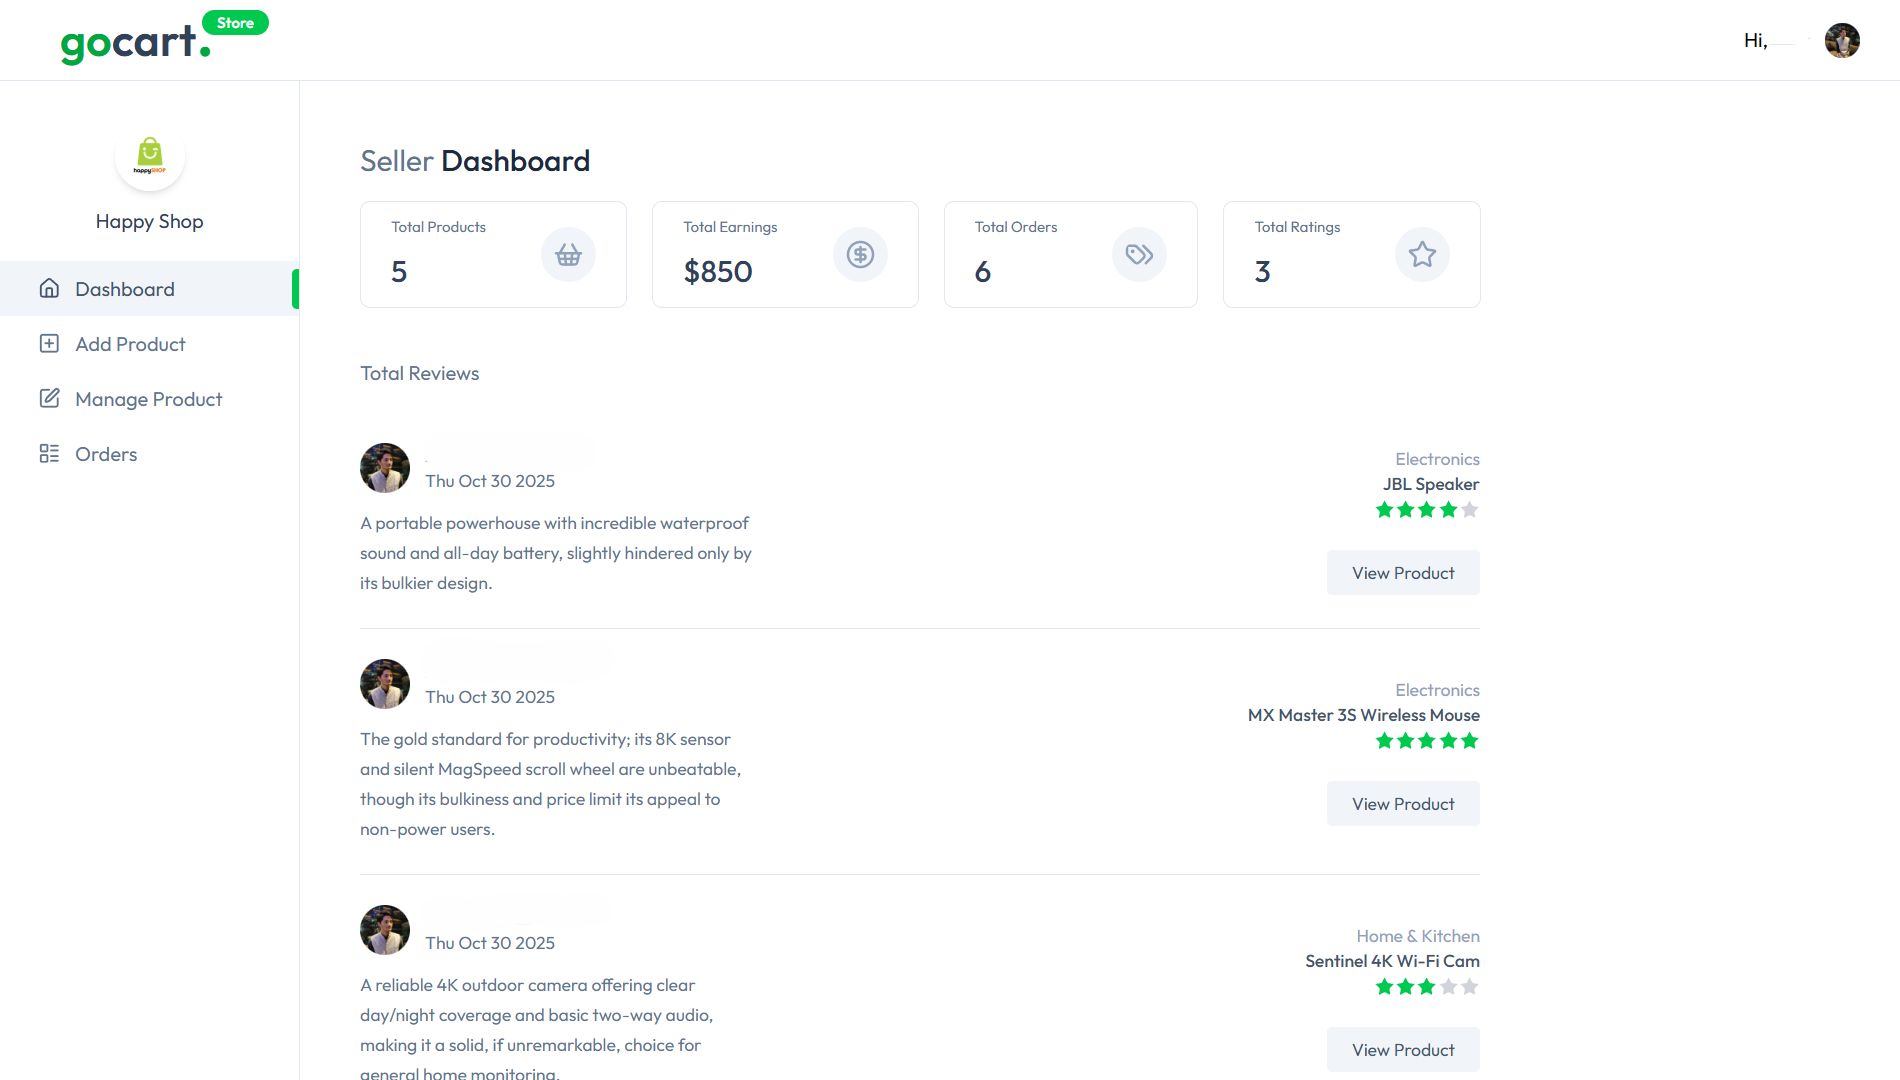 gocart.
Store
Hi,
happySHOP
Happy Shop
Dashboard
Add Product
Manage Product
Orders
Seller Dashboard
Total Products
5
Total Earnings
$850
Total Orders
6
Total Ratings
3
Total Reviews
Thu Oct 30 2025
A portable powerhouse with incredible waterproof
sound and all-day battery, slightly hindered only by
its bulkier design.
Electronics
JBL Speaker
View Product
Thu Oct 30 2025
The gold standard for productivity; its 8K sensor
and silent MagSpeed scroll wheel are unbeatable,
though its bulkiness and price limit its appeal to
non-power users.
Electronics
MX Master 3S Wireless Mouse
View Product
Thu Oct 30 2025
A reliable 4K outdoor camera offering clear
day/night coverage and basic two-way audio,
making it a solid, if unremarkable, choice for
general home monitoring.
Home & Kitchen
Sentinel 4K Wi-Fi Cam
View Product